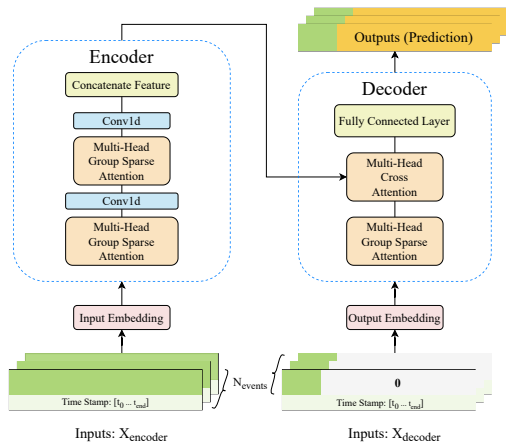 Outputs (Prediction)
Encoder
Concatenate Feature
Conv1d
Multi-Head
Group Sparse
Attention
Conv1d
Multi-Head
Group Sparse
Attention
Input Embedding
Time Stamp: [t0 ... tend]
Inputs: Xencoder
Nevents
Decoder
Fully Connected Layer
Multi-Head
Cross
Attention
Multi-Head
Group Sparse
Attention
Output Embedding
0
Time Stamp: [t0 ... tend]
Inputs: Xdecoder